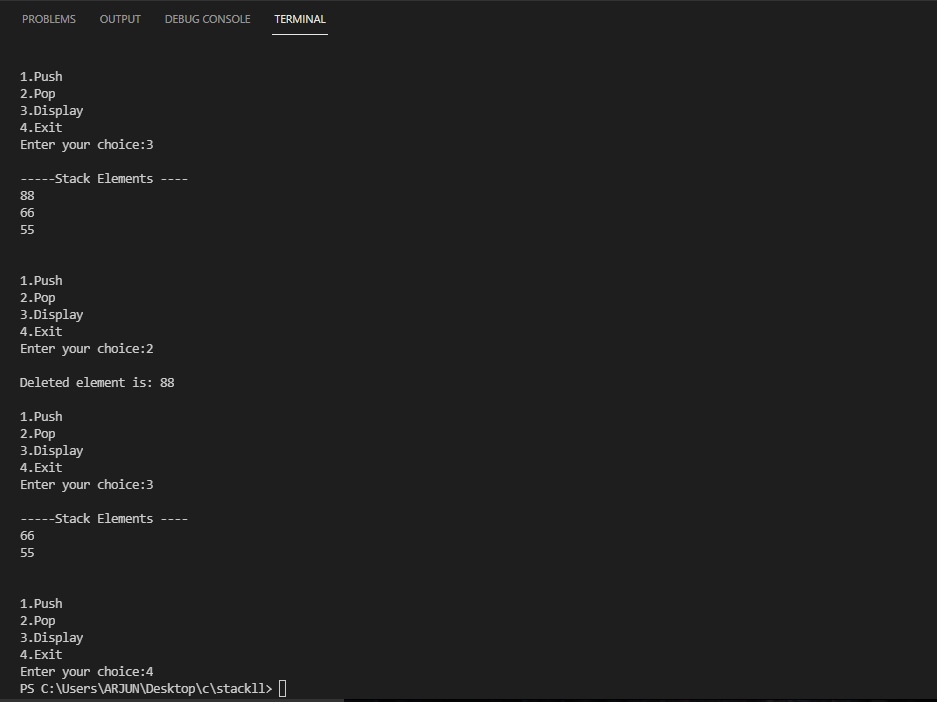 PROBLEMS OUTPUT DEBUG CONSOLE TERMINAL
1.Push
2.Pop
3.Display
4.Exit
Enter your choice:3
-----Stack Elements ----
88
66
55
1.Push
2.Pop
3.Display
4.Exit
Enter your choice:2
Deleted element is: 88
1.Push
2.Pop
3.Display
4.Exit
Enter your choice:3
-----Stack Elements ----
66
55
1.Push
2.Pop
3.Display
4.Exit
Enter your choice:4
PS C:\Users\ARJUN\Desktop\c\stackll>